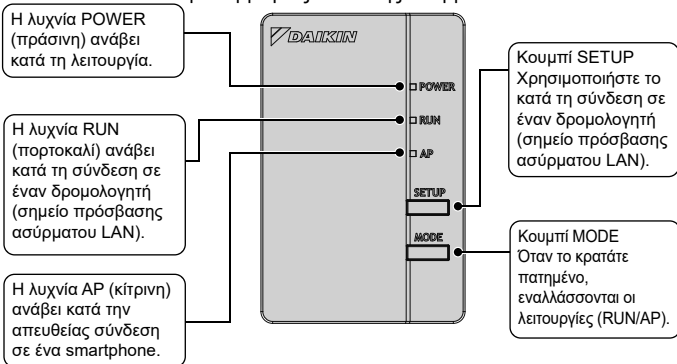 Η λυχνία POWER
(πράσινη) ανάβει
κατά τη λειτουργία.
Η λυχνία RUN
(πορτοκαλί) ανάβει
κατά τη σύνδεση σε
έναν δρομολογητή
(σημείο πρόσβασης
ασύρματου LAN).
Η λυχνία AP (κίτρινη)
ανάβει κατά την
απευθείας σύνδεση
σε ένα smartphone.
DAIKIN
POWER
RUN
AP
SETUP
MODE
Κουμπί SETUP
Χρησιμοποιήστε το
κατά τη σύνδεση σε
έναν δρομολογητή
(σημείο πρόσβασης
ασύρματου LAN).
Κουμπί MODE
Όταν το κρατάτε
πατημένο,
εναλλάσσονται οι
λειτουργίες (RUN/AP).